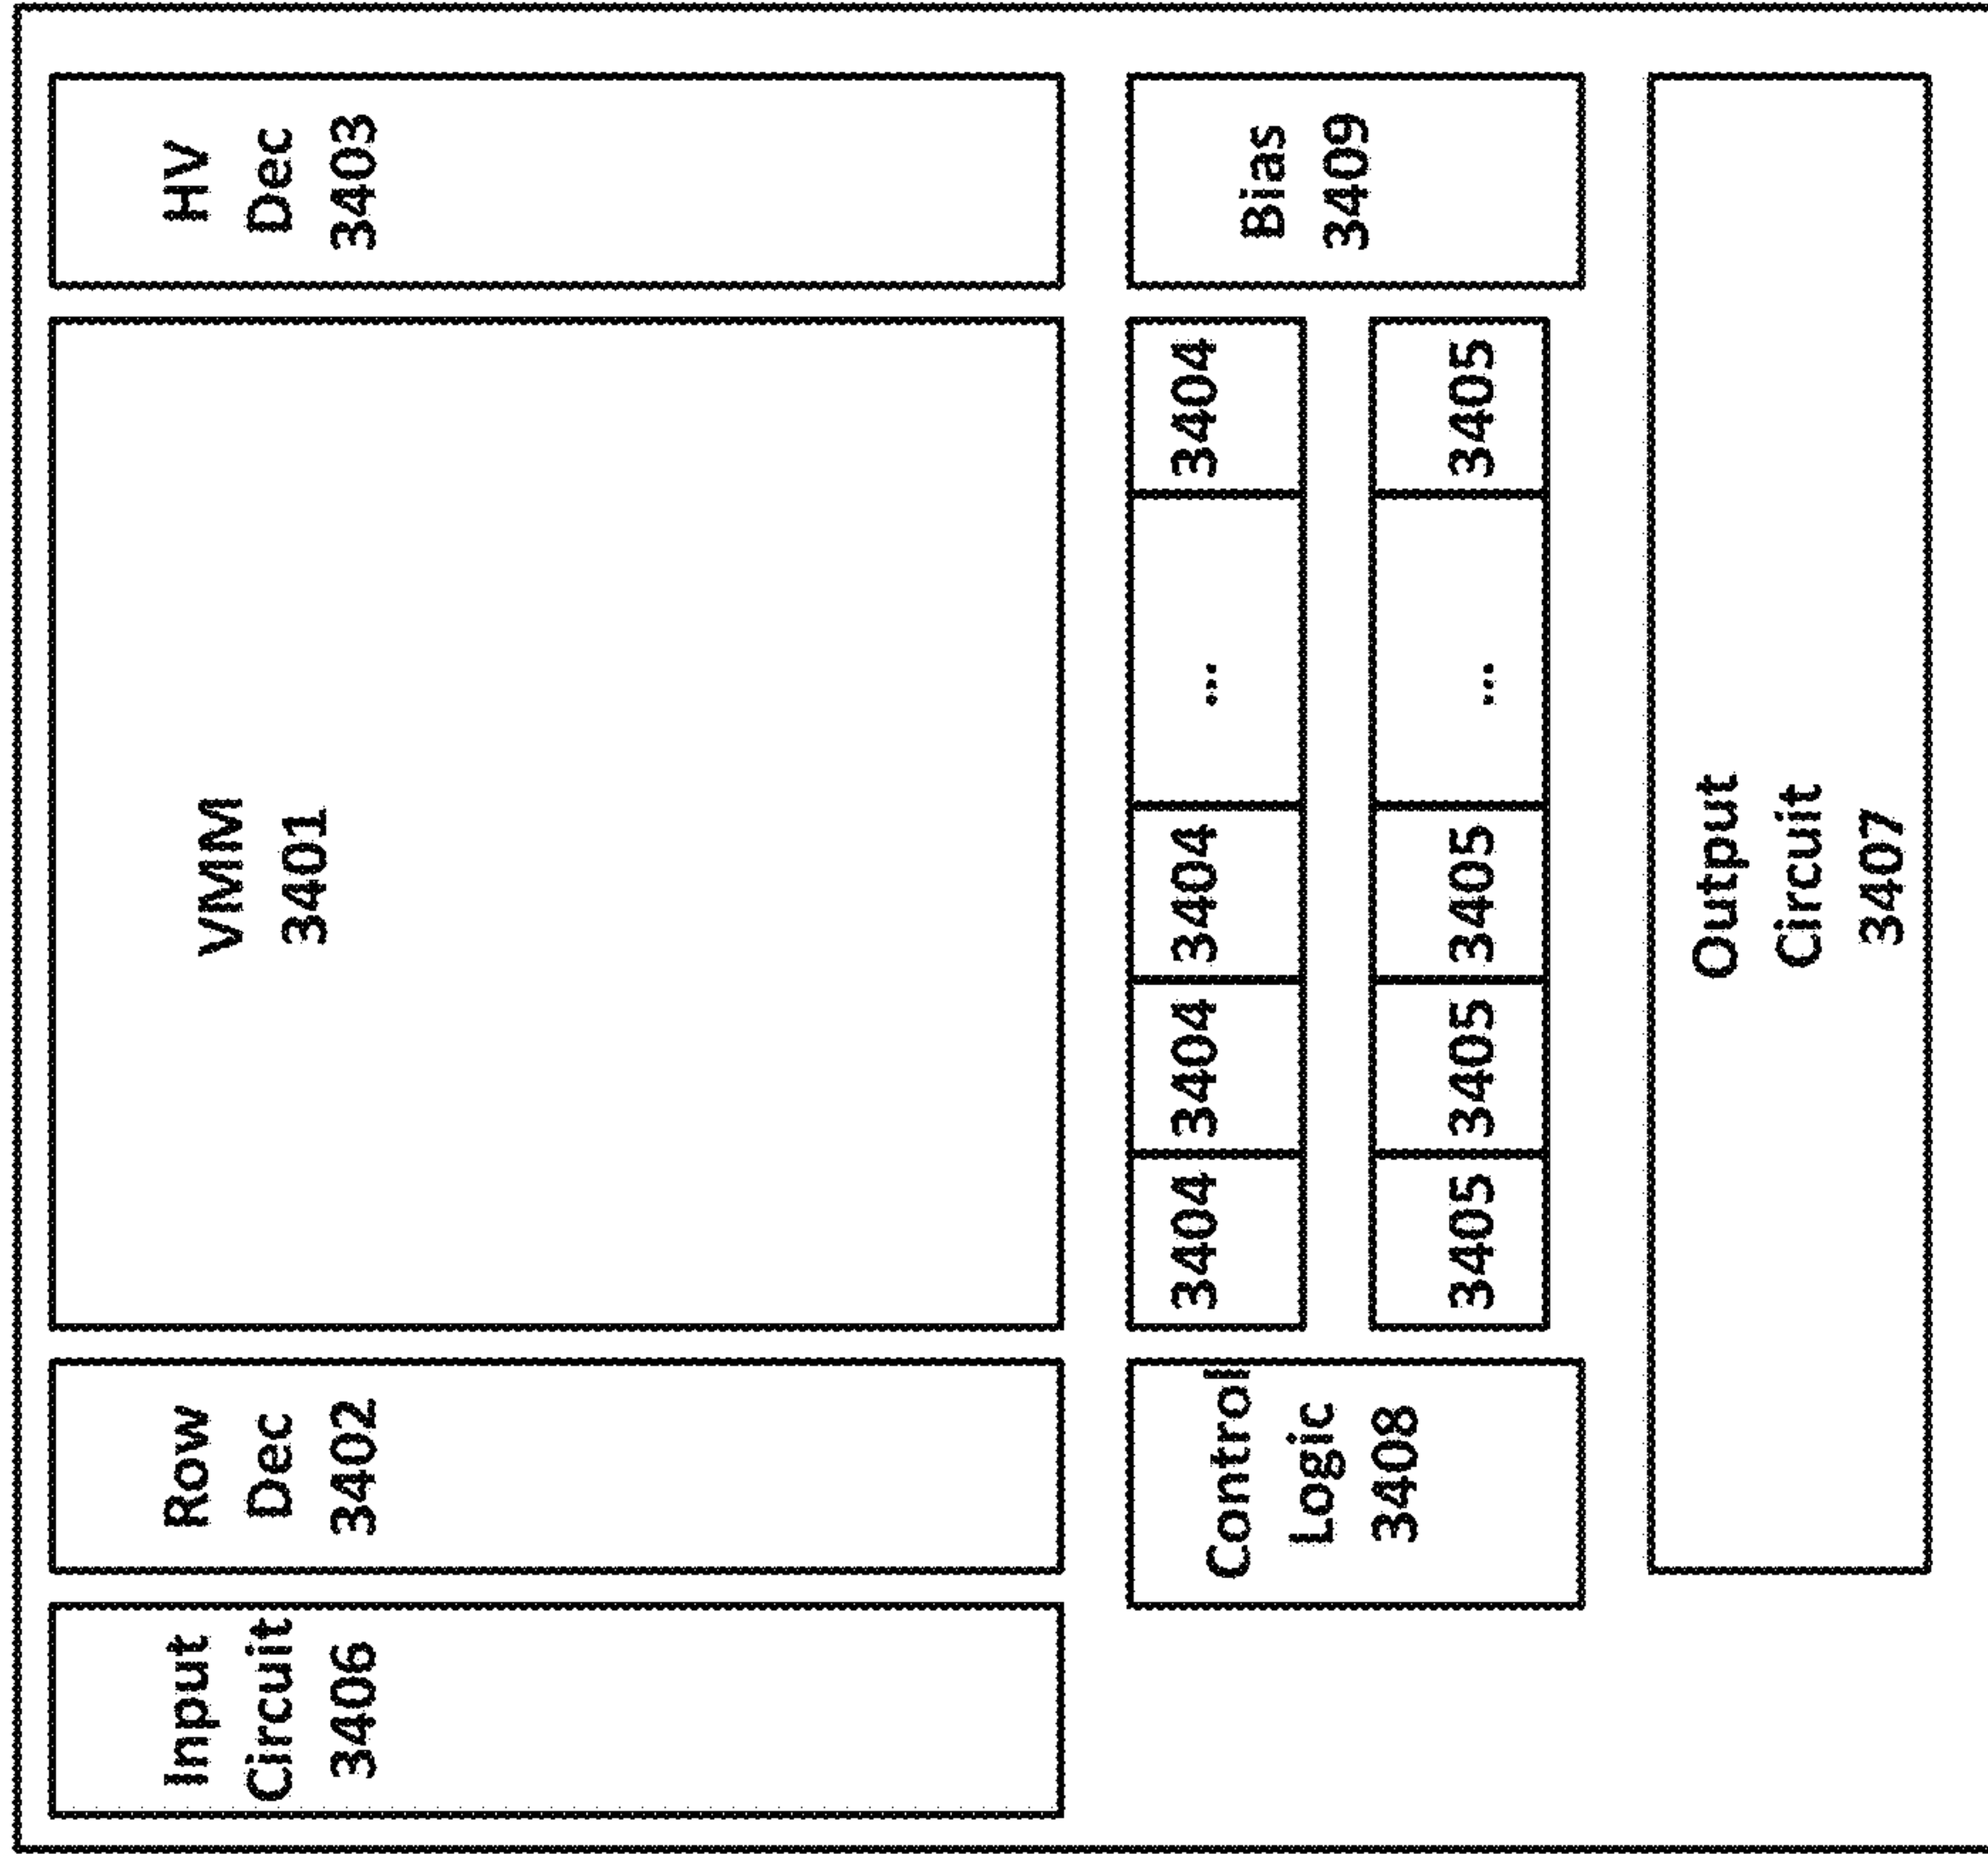 Input
Circuit
3406
Row
Dec
3402
VMM
3401
HV
Dec
3403
Control
Logic
3408
3404 3404 3404 ... 3404
3405 3405 3405 ... 3405
Bias
3409
Output
Circuit
3407